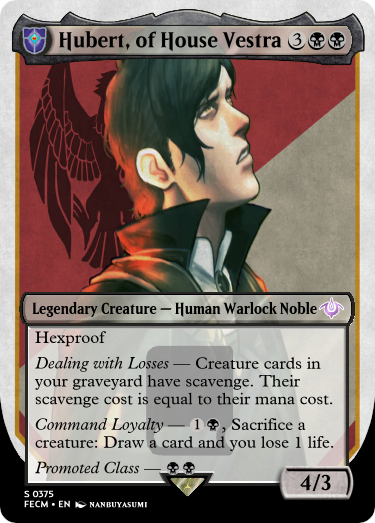 Hubert, of House Vestra 3
Legendary Creature — Human Warlock Noble
Hexproof
Dealing with Losses — Creature cards in
your graveyard have scavenge. Their
scavenge cost is equal to their mana cost.
Command Loyalty — 1 , Sacrifice a
creature: Draw a card and you lose 1 life.
Promoted Class —
4/3
S 0375
FECM • EN NANBUYASUMI